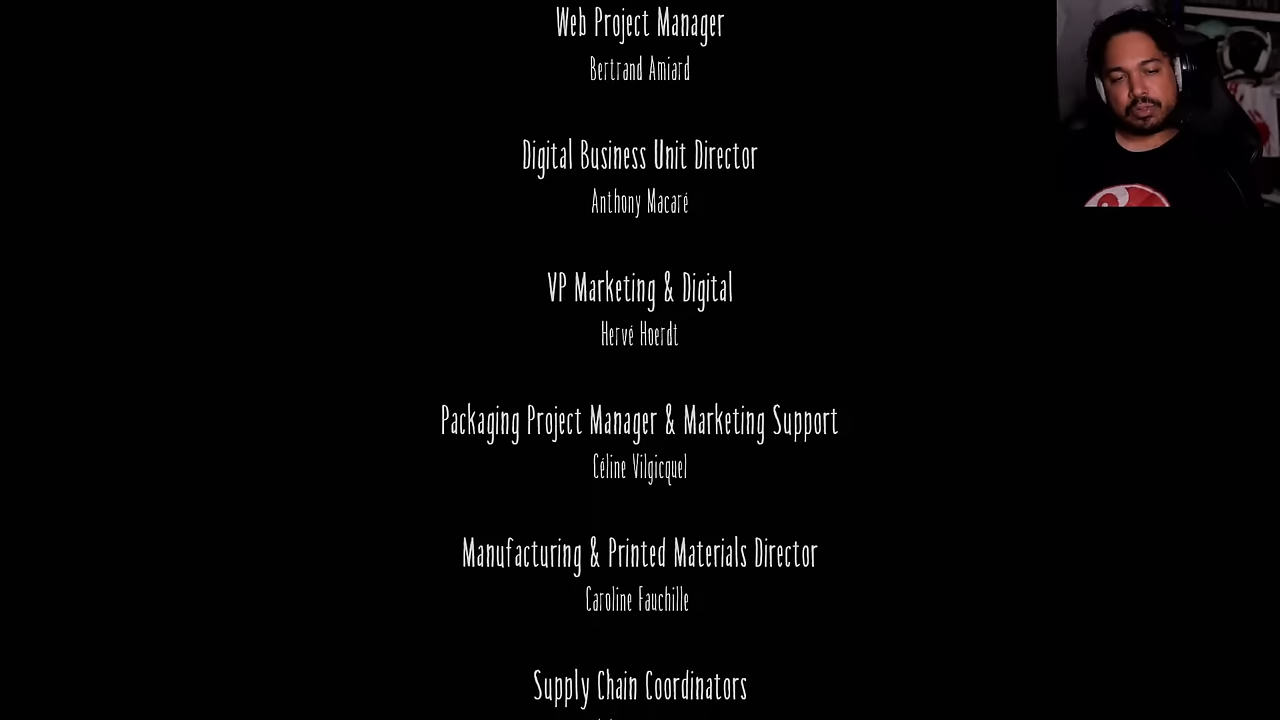 Web Project Manager
Bertrand Amiard
Digital Business Unit Director
Anthony Macaré
VP Marketing & Digital
Hervé Hoerdt
Packaging Project Manager & Marketing Support
Céline Vilgicquel
Manufacturing & Printed Materials Director
Caroline Fauchille
Supply Chain Coordinators